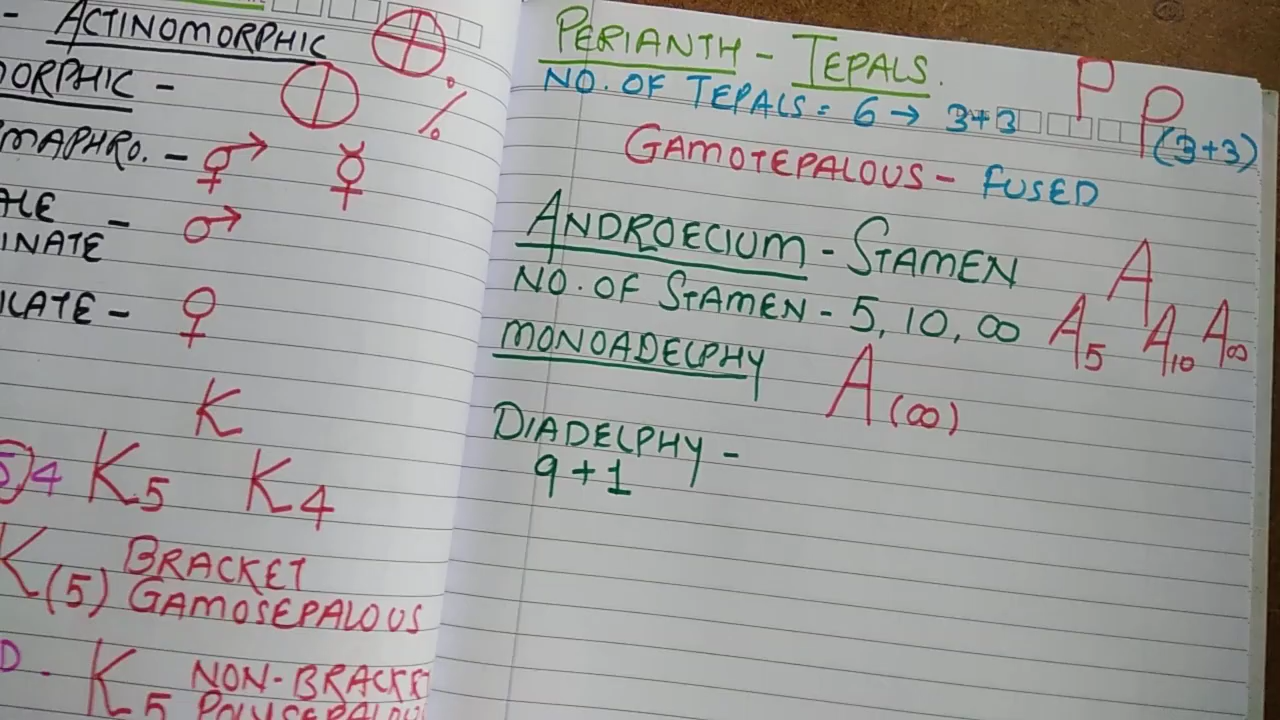 - ACTINOMORPHIC ⊕
ORPHIC - %
MAPHRO. - ⚥ ☿
ALE - ♂
INATE
ICATE - ♀
K
5) 4 K5 K4
K(5) BRACKET
GAMOSEPALOUS
D - K5 NON-BRACKE
PERIANTH - TEPALS. P
NO. OF TEPALS = 6 → 3+3 P(3+3)
GAMOTEPALOUS - FUSED
ANDROECIUM - STAMEN A
NO. OF STAMEN - 5, 10, ∞ A5 A10 A∞
MONOADELPHY A(∞)
DIADELPHY -
9 + 1